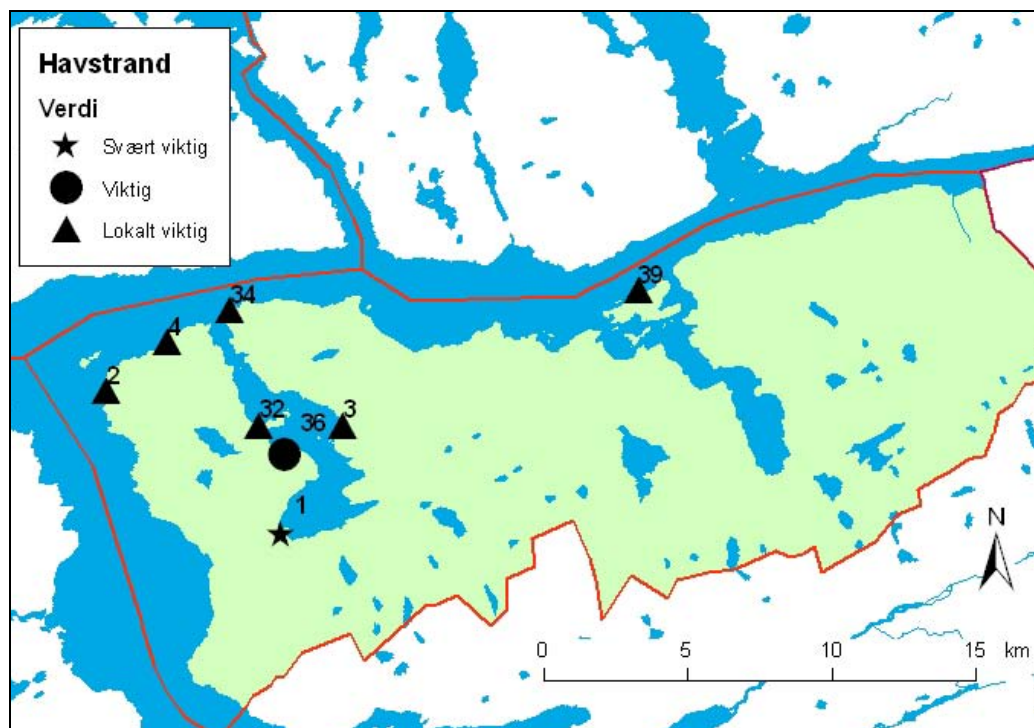 Havstrand
Verdi
Svært viktig
Viktig
Lokalt viktig
39
34
4
2
32
36
3
1
N
0 5 10 15 km